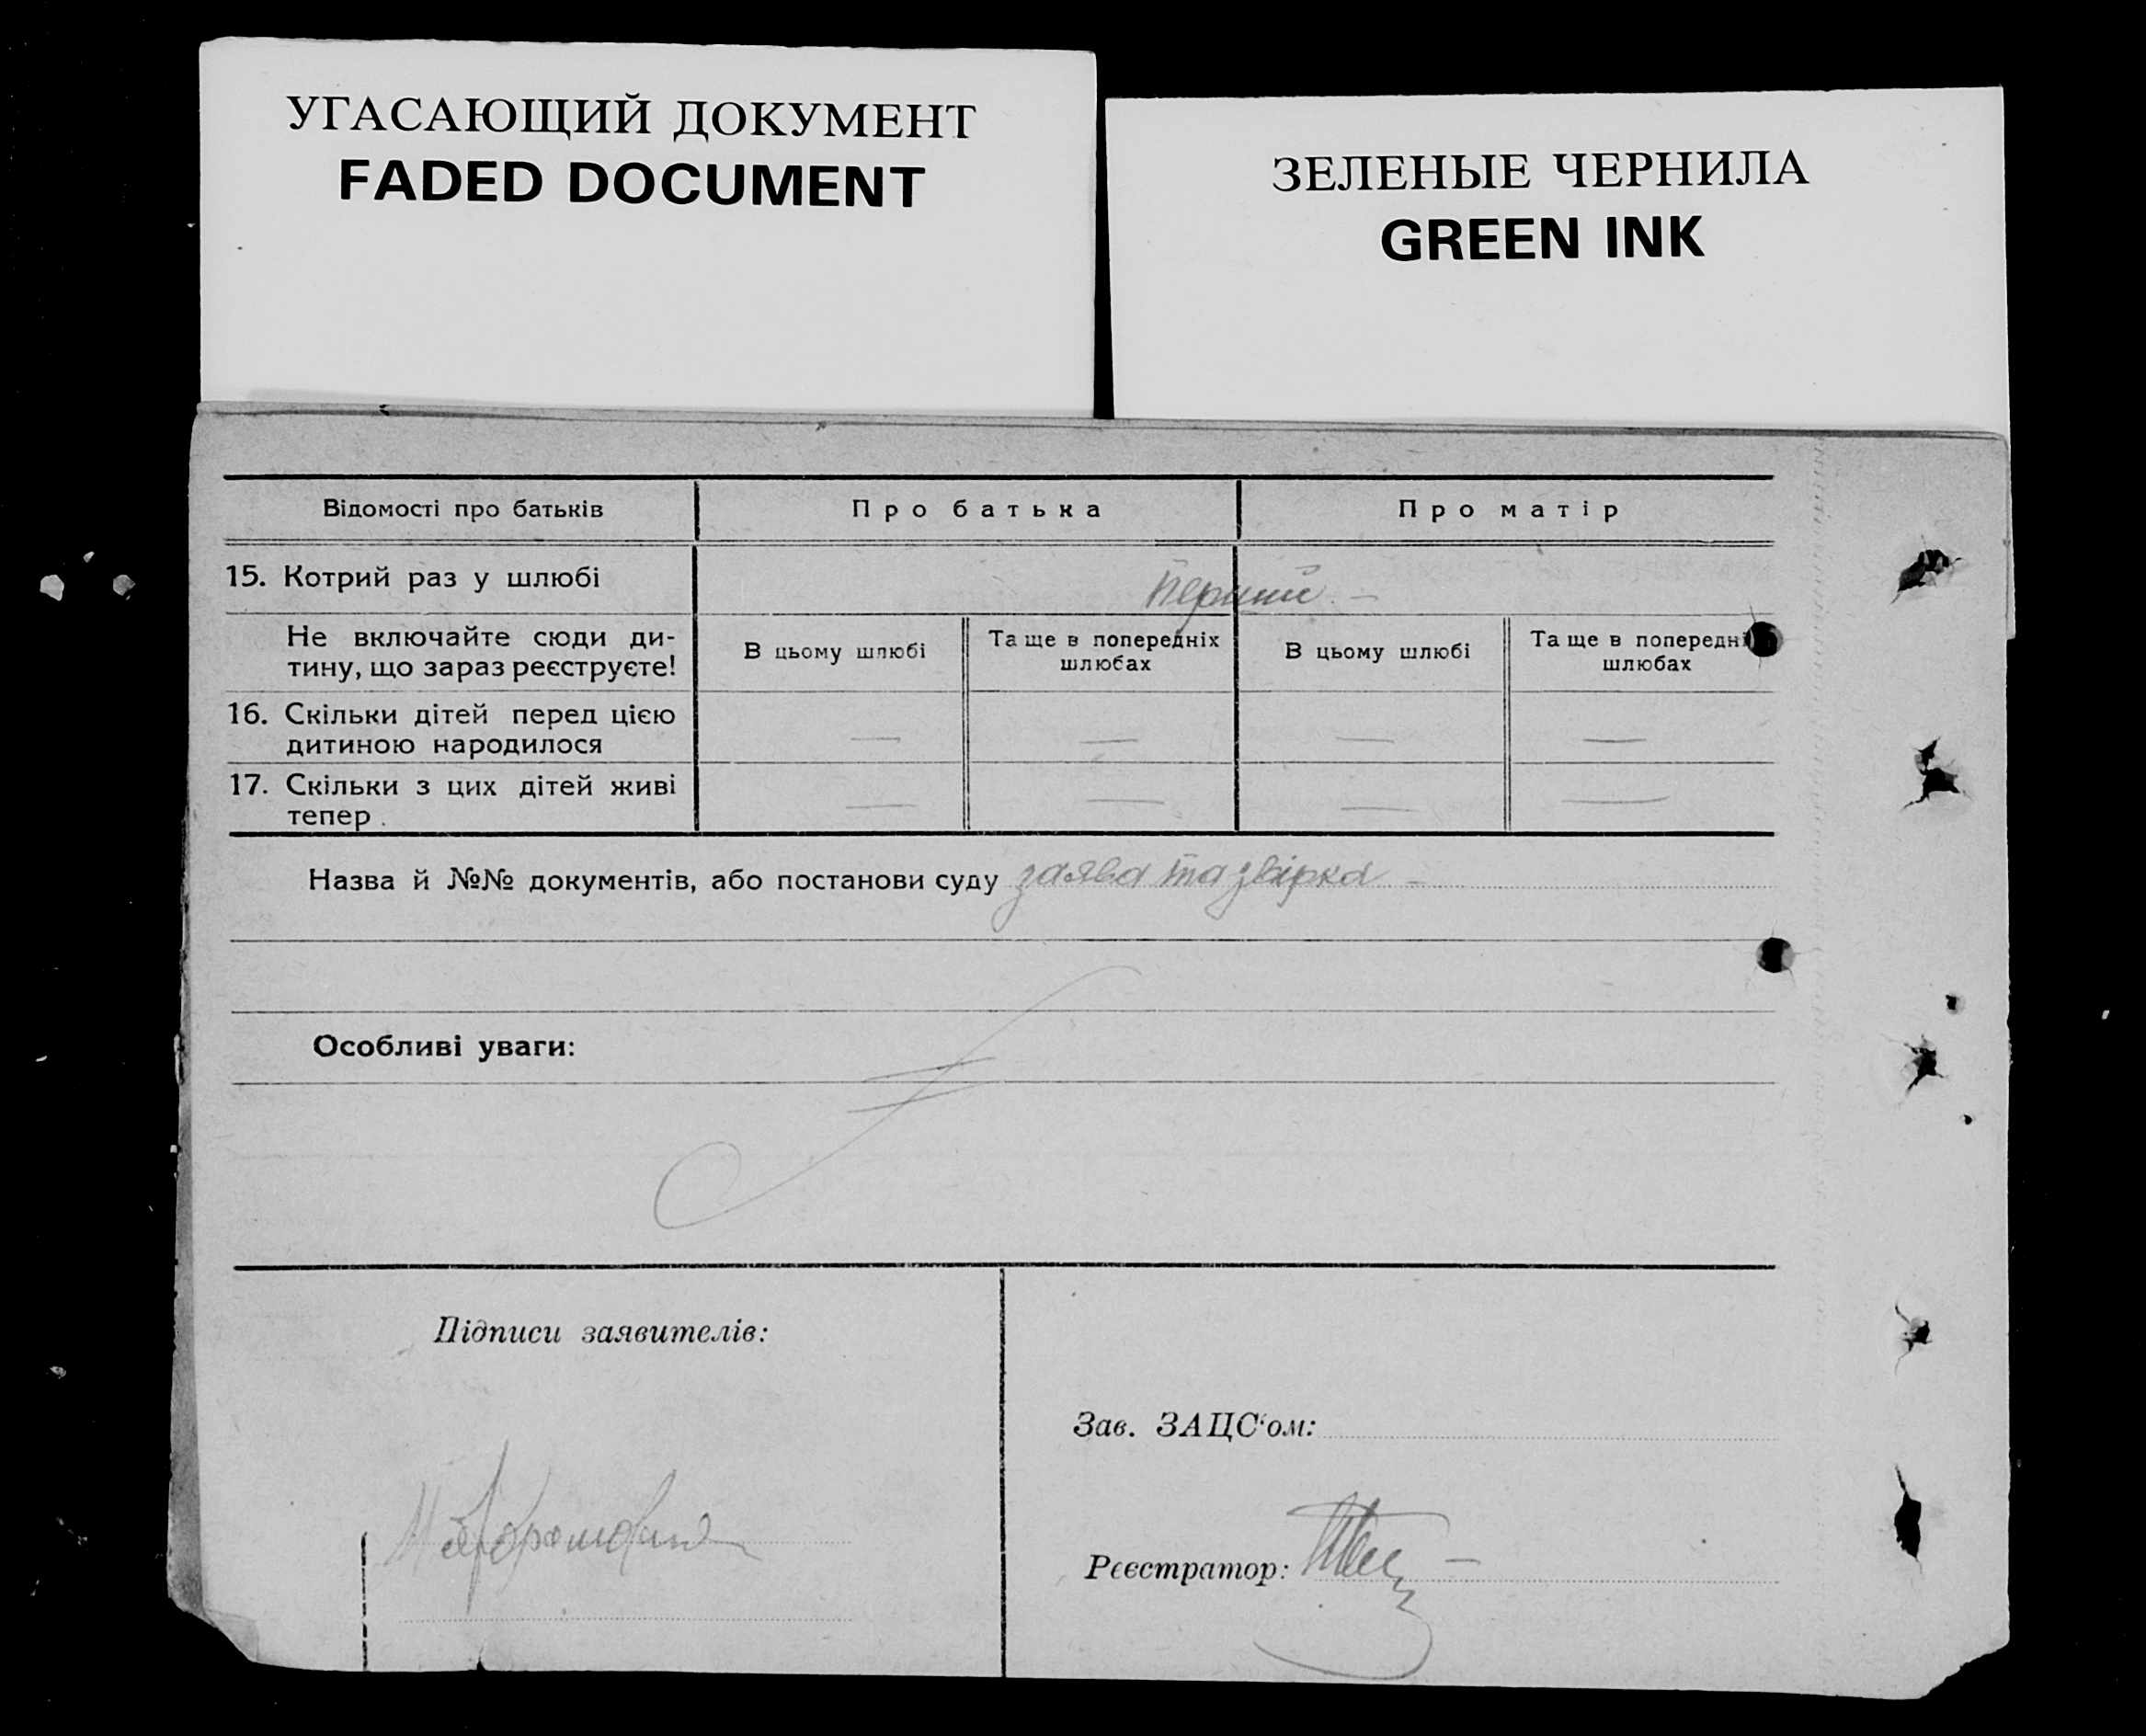 УГАСАЮЩИЙ ДОКУМЕНТ
FADED DOCUMENT
ЗЕЛЕНЫЕ ЧЕРНИЛА
GREEN INK
Відомості про батьків
Про батька
Про матір
15. Котрий раз у шлюбі
перший –
Не включайте сюди ди-
тину, що зараз реєструєте!
В цьому шлюбі
Та ще в попередніх
шлюбах
В цьому шлюбі
Та ще в попередні
шлюбах
16. Скільки дітей перед цією
дитиною народилося
— — — —
17. Скільки з цих дітей живі
тепер .
— — — —
Назва й №№ документів, або постанови суду заява та звірка –
Особливі уваги:
Підписи заявителів:
Зав. ЗАЦС‘ом:
Реєстратор: